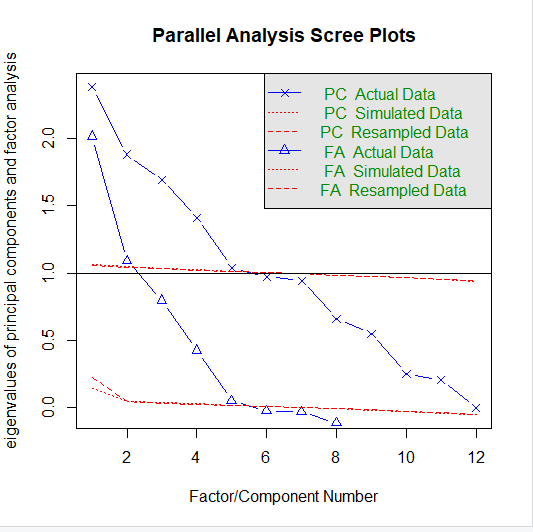 Parallel Analysis Scree Plots
eigenvalues of principal components and factor analysis
2.0
1.5
1.0
0.5
0.0
PC Actual Data
PC Simulated Data
PC Resampled Data
FA Actual Data
FA Simulated Data
FA Resampled Data
2 4 6 8 10 12
Factor/Component Number